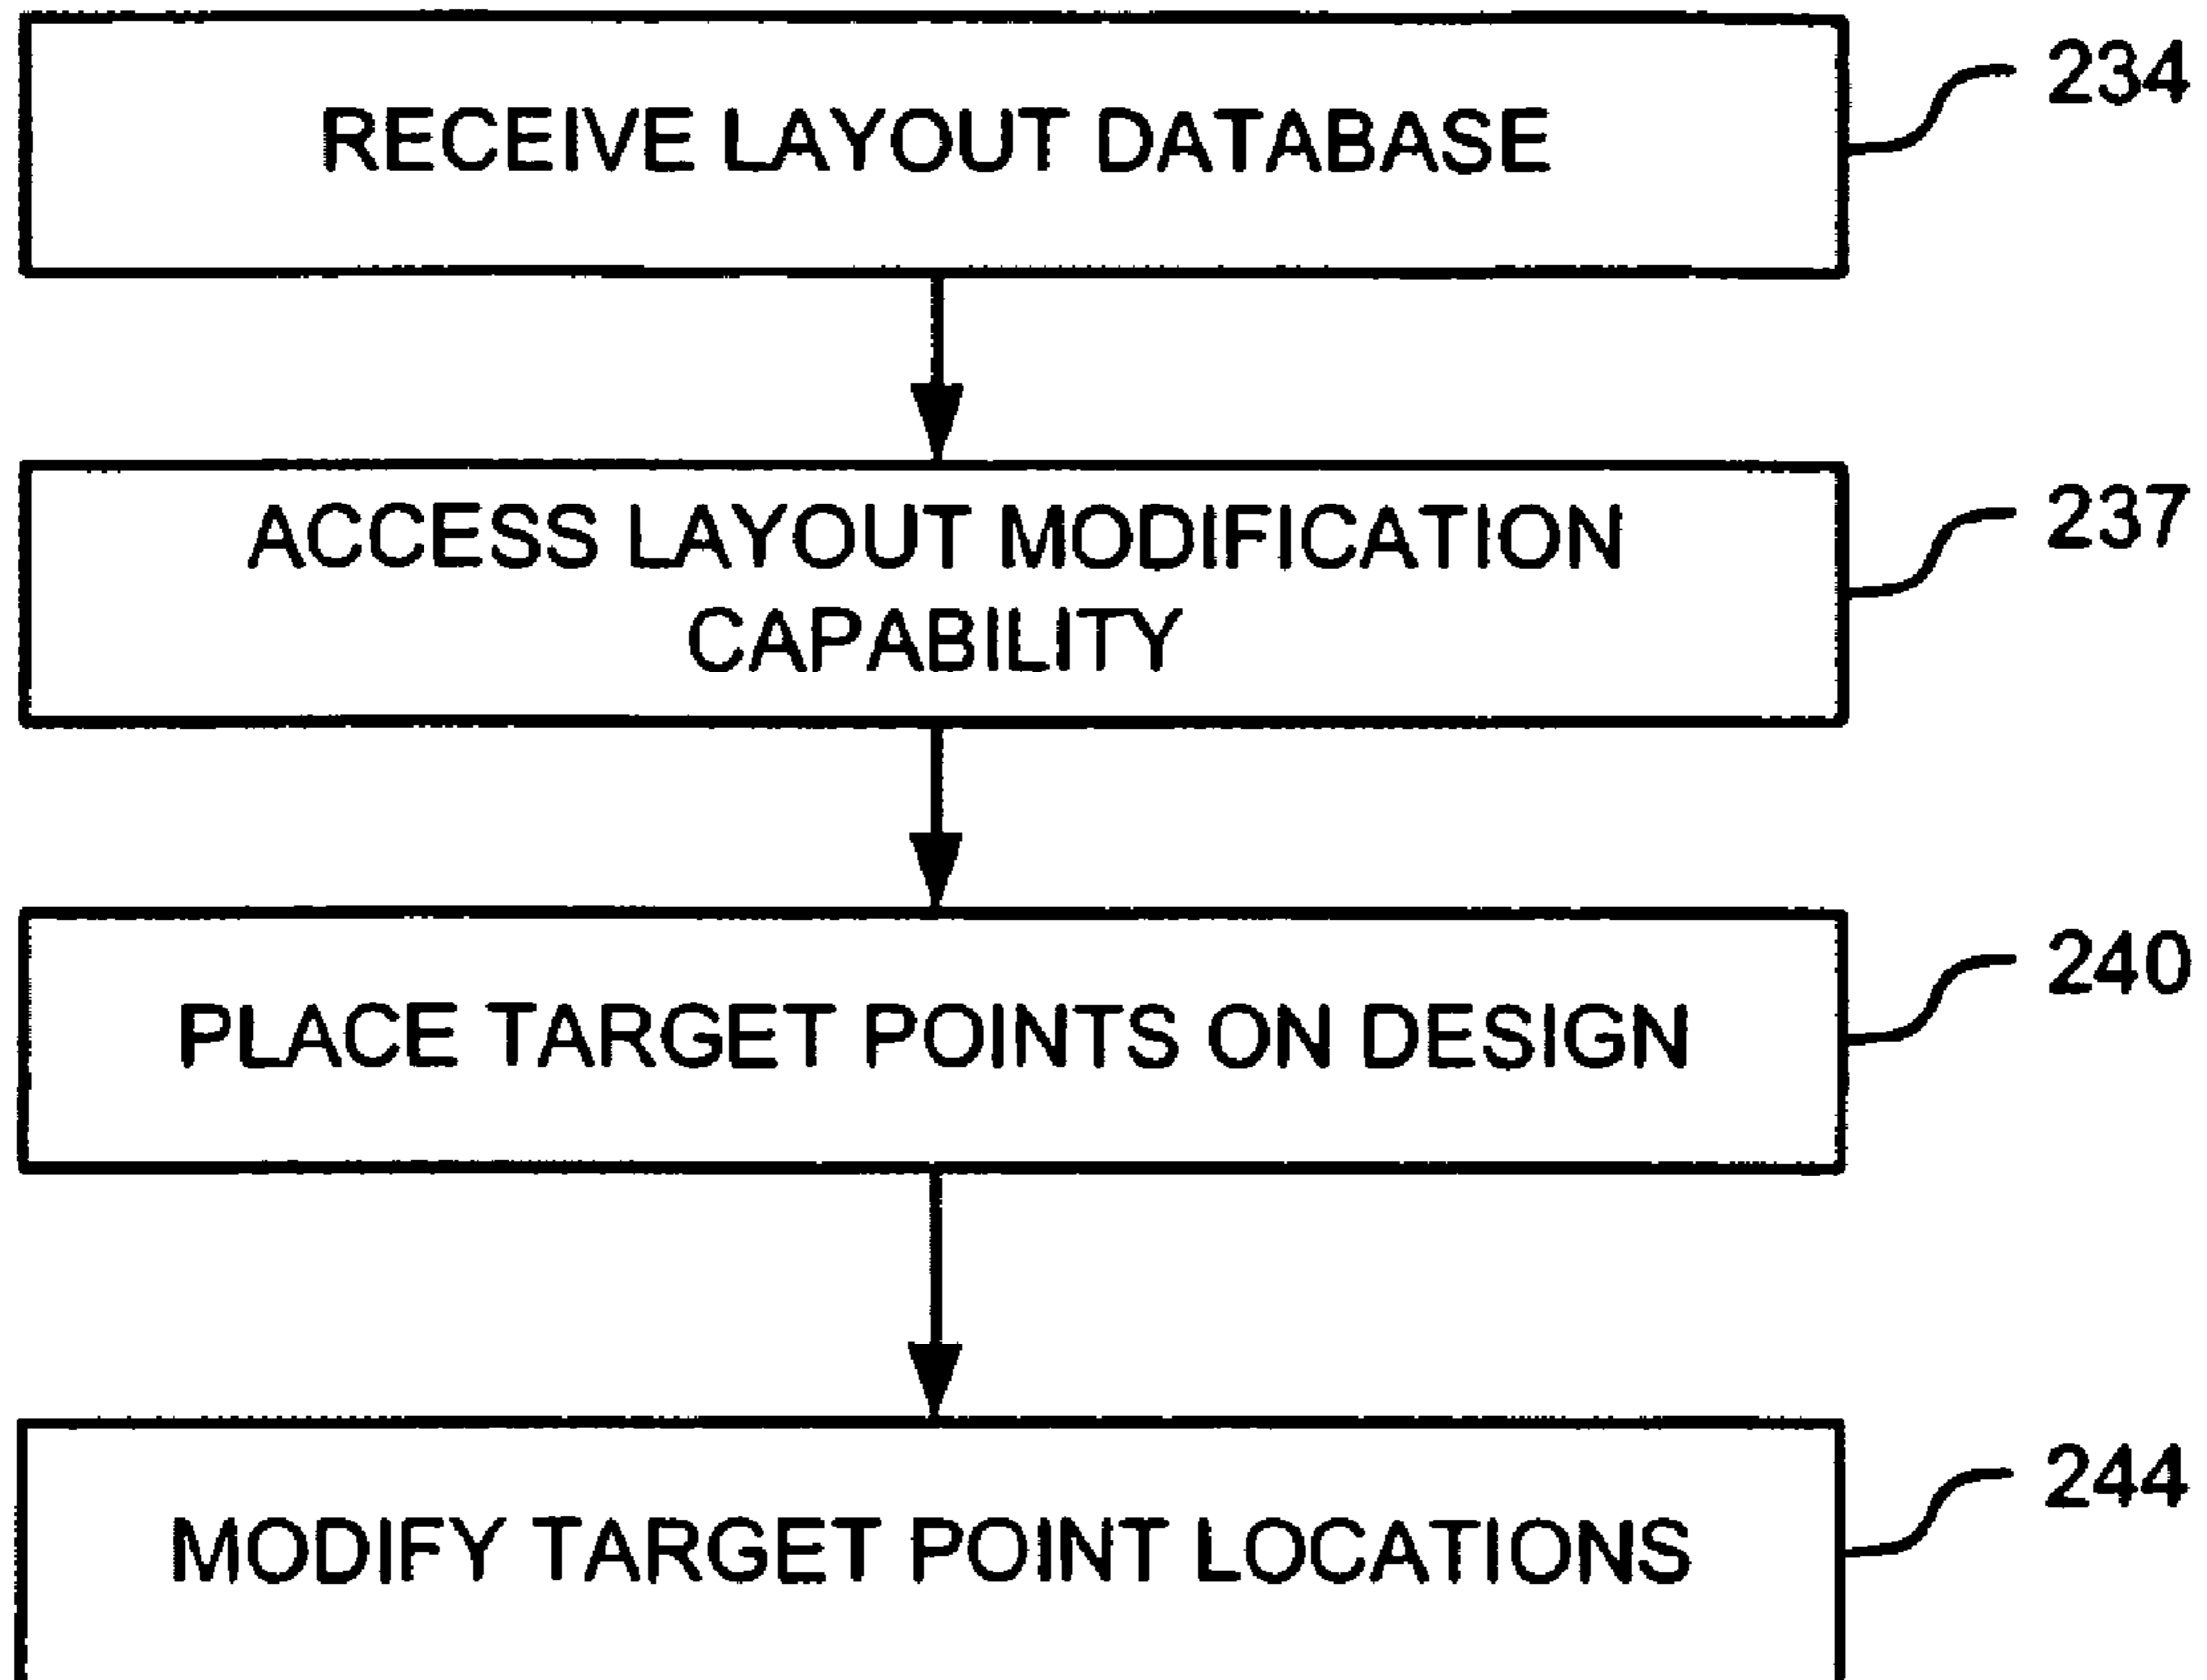 RECEIVE LAYOUT DATABASE
234
ACCESS LAYOUT MODIFICATION
CAPABILITY
237
PLACE TARGET POINTS ON DESIGN
240
MODIFY TARGET POINT LOCATIONS
244